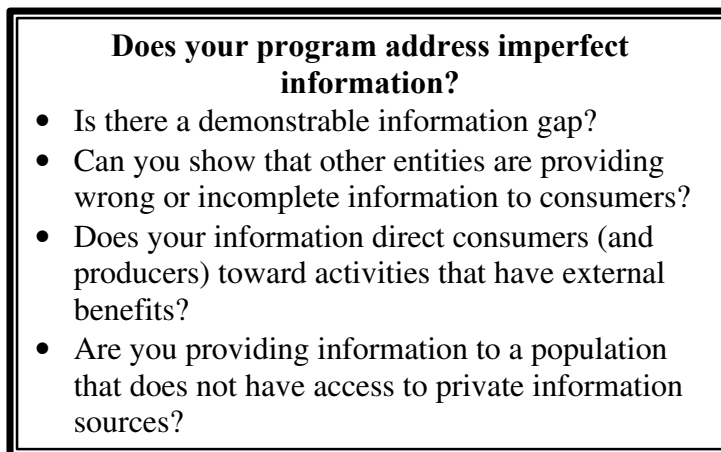 Does your program address imperfect
information?
• Is there a demonstrable information gap?
• Can you show that other entities are providing
wrong or incomplete information to consumers?
• Does your information direct consumers (and
producers) toward activities that have external
benefits?
• Are you providing information to a population
that does not have access to private information
sources?